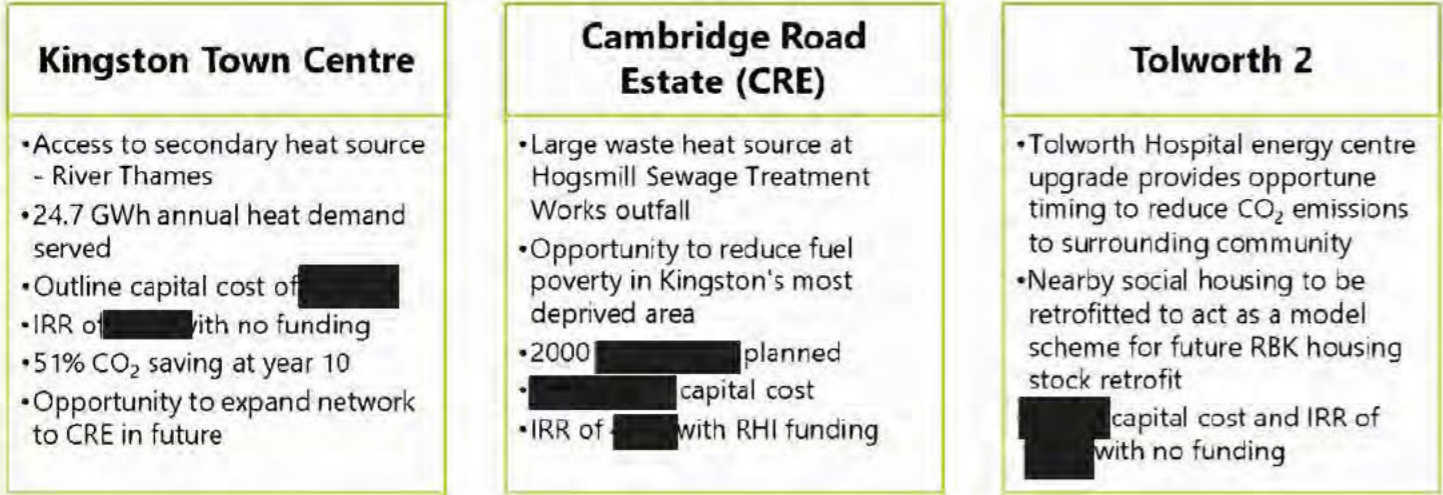 Kingston Town Centre
•Access to secondary heat source
- River Thames
•24.7 GWh annual heat demand
served
•Outline capital cost of
•IRR of with no funding
•51% CO₂ saving at year 10
•Opportunity to expand network
to CRE in future
Cambridge Road
Estate (CRE)
•Large waste heat source at
Hogsmill Sewage Treatment
Works outfall
•Opportunity to reduce fuel
poverty in Kingston's most
deprived area
•2000 planned
• capital cost
•IRR of with RHI funding
Tolworth 2
•Tolworth Hospital energy centre
upgrade provides opportune
timing to reduce CO₂ emissions
to surrounding community
•Nearby social housing to be
retrofitted to act as a model
scheme for future RBK housing
stock retrofit
capital cost and IRR of
with no funding